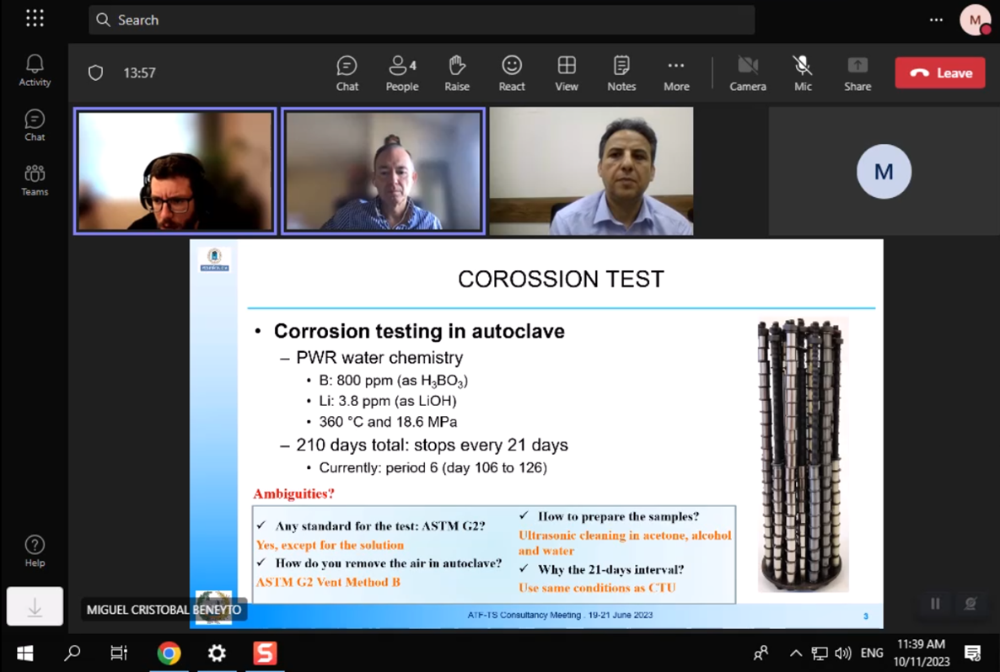 Search
M
Activity
Chat
Teams
Help
13:57
Chat
People
4
Raise
React
View
Notes
More
Camera
Mic
Share
Leave
M
COROSSION TEST
• Corrosion testing in autoclave
– PWR water chemistry
• B: 800 ppm (as H₃BO₃)
• Li: 3.8 ppm (as LiOH)
• 360 °C and 18.6 MPa
– 210 days total: stops every 21 days
• Currently: period 6 (day 106 to 126)
Ambiguities?
✓ Any standard for the test: ASTM G2?
Yes, except for the solution
✓ How do you remove the air in autoclave?
ASTM G2 Vent Method B
✓ How to prepare the samples?
Ultrasonic cleaning in acetone, alcohol
and water
✓ Why the 21-days interval?
Use same conditions as CTU
MIGUEL CRISTOBAL BENEYTO
ATF-TS Consultancy Meeting . 19-21 June 2023
3
ENG
11:39 AM
10/11/2023